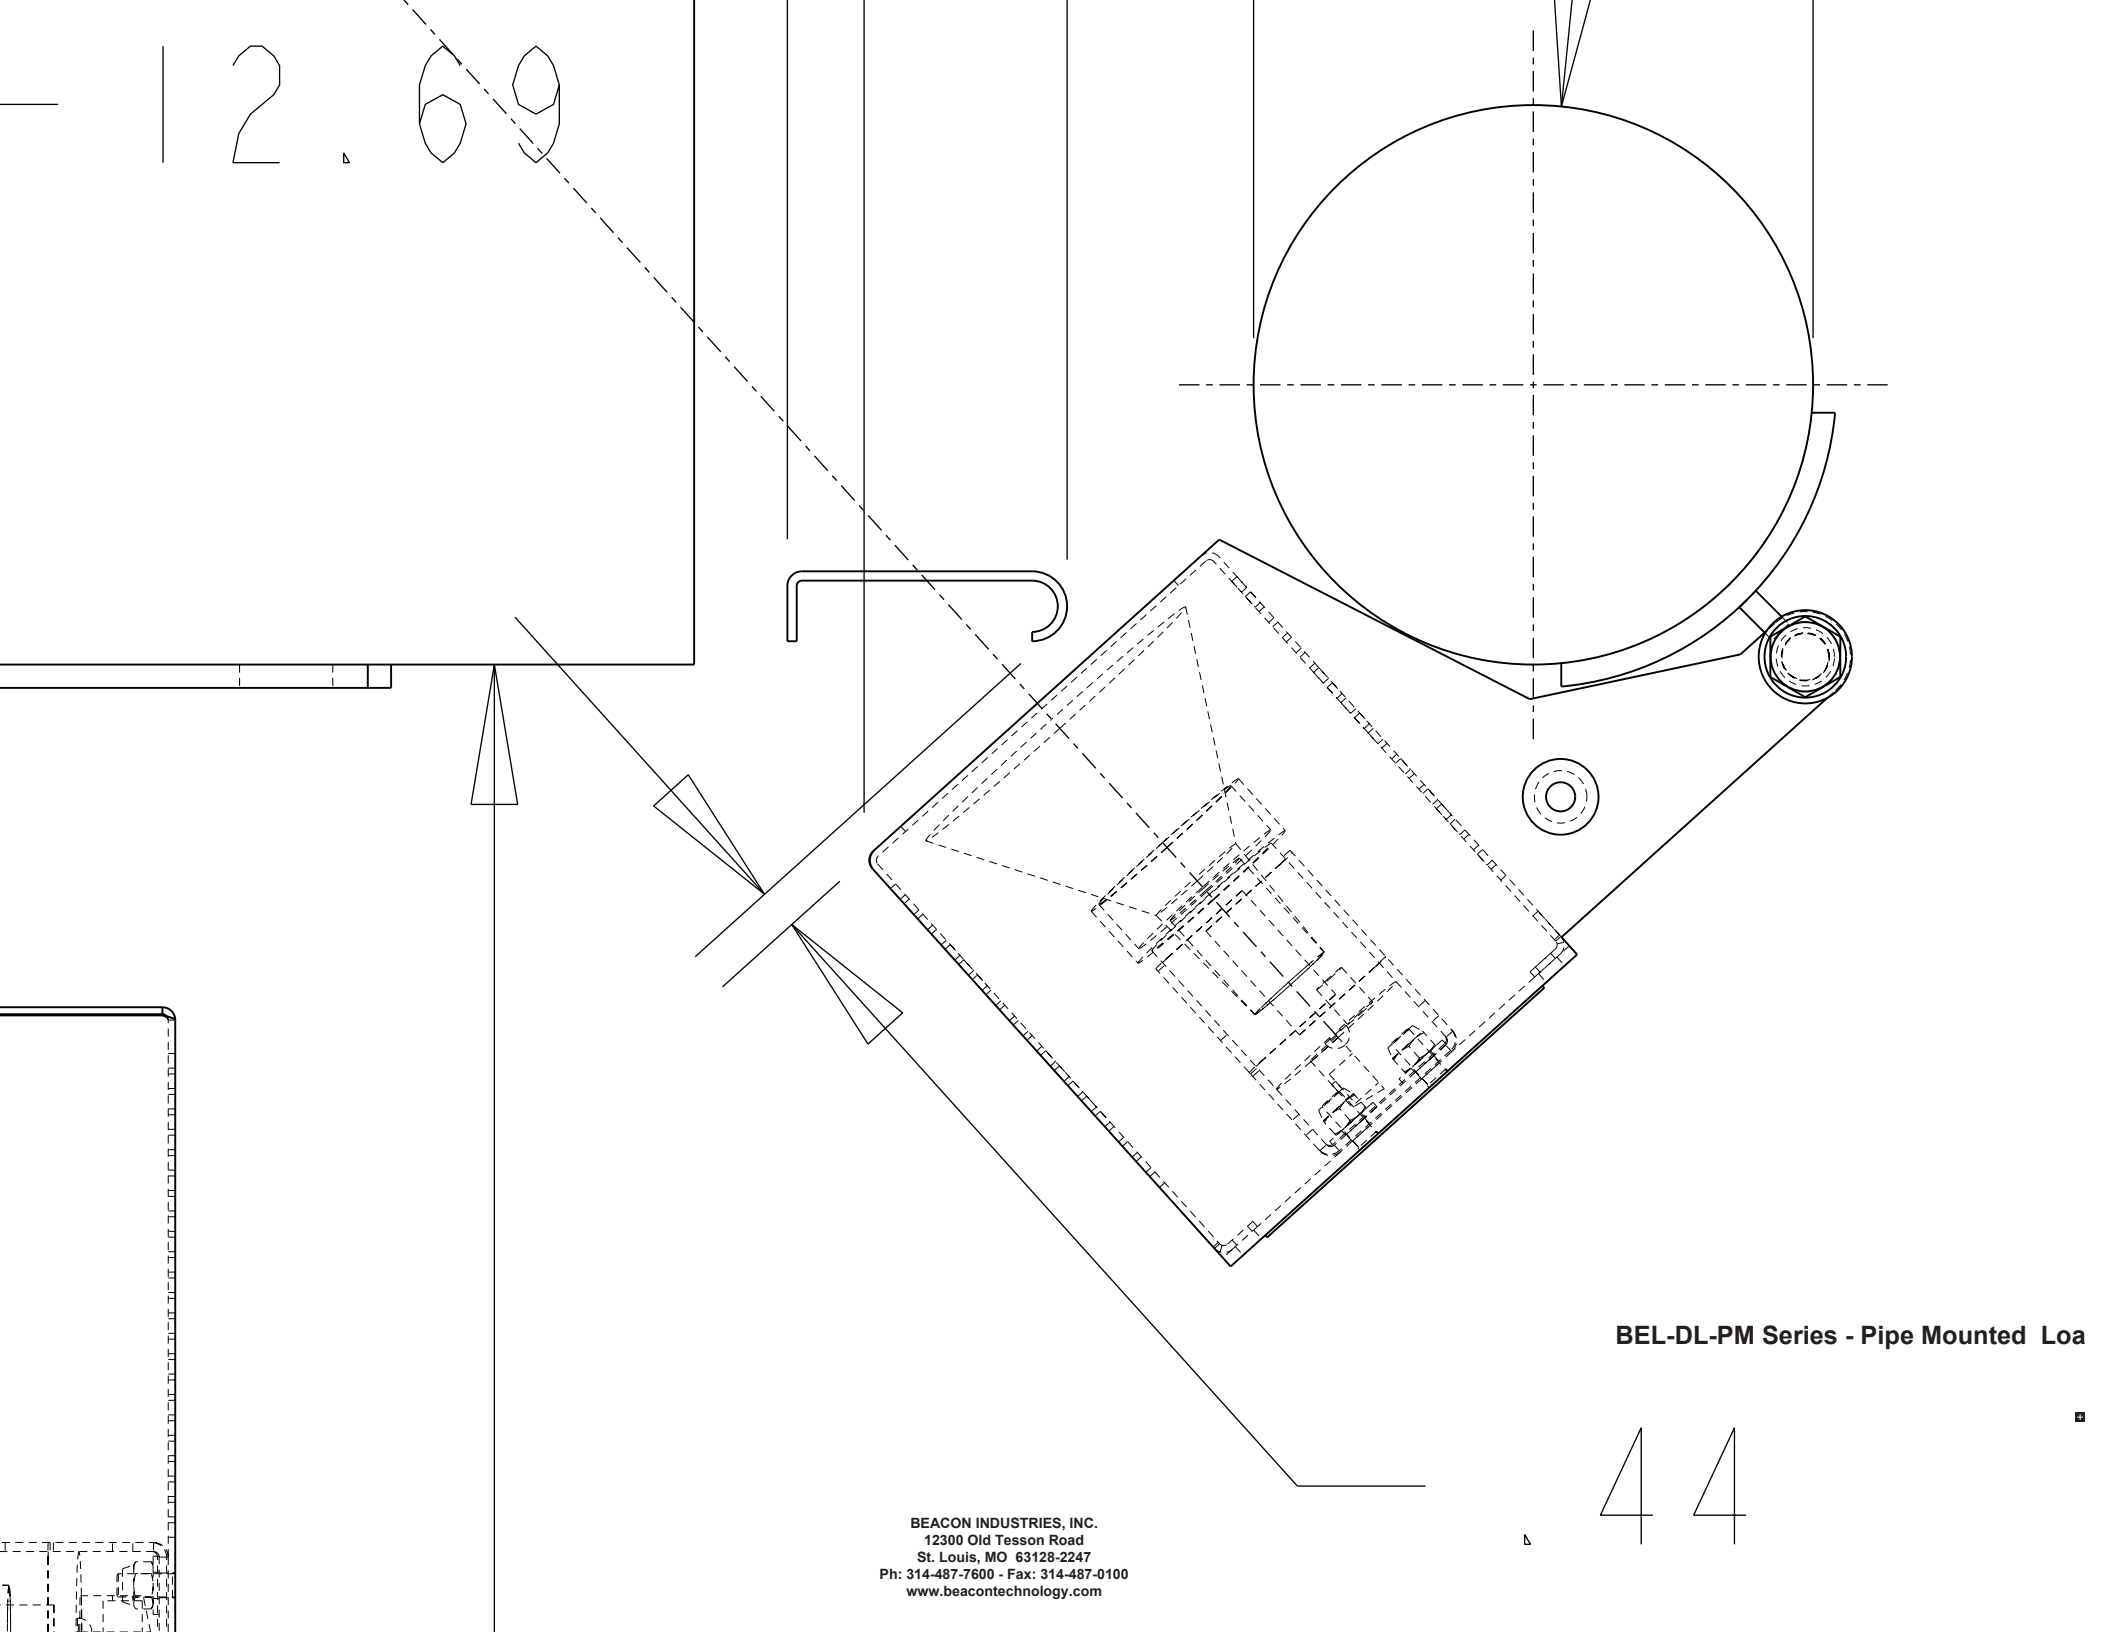 12.69
BEL-DL-PM Series - Pipe Mounted  Loa
.44
BEACON INDUSTRIES, INC.
12300 Old Tesson Road
St. Louis, MO  63128-2247
Ph: 314-487-7600 - Fax: 314-487-0100
www.beacontechnology.com